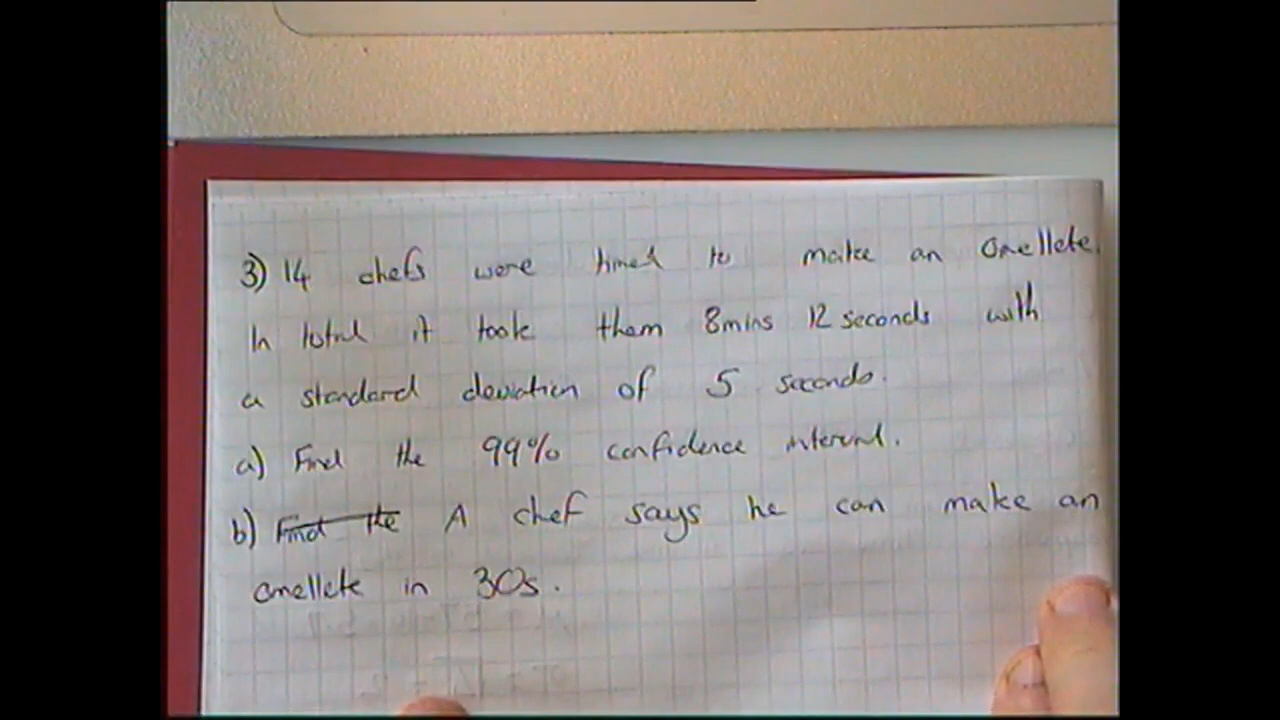 3) 14 chefs were timed to make an Omellete.
In total it took them 8mins 12 seconds with
a standard deviation of 5 seconds.
a) Find the 99% confidence interval.
b) Find the A chef says he can make an
omellete in 30s.